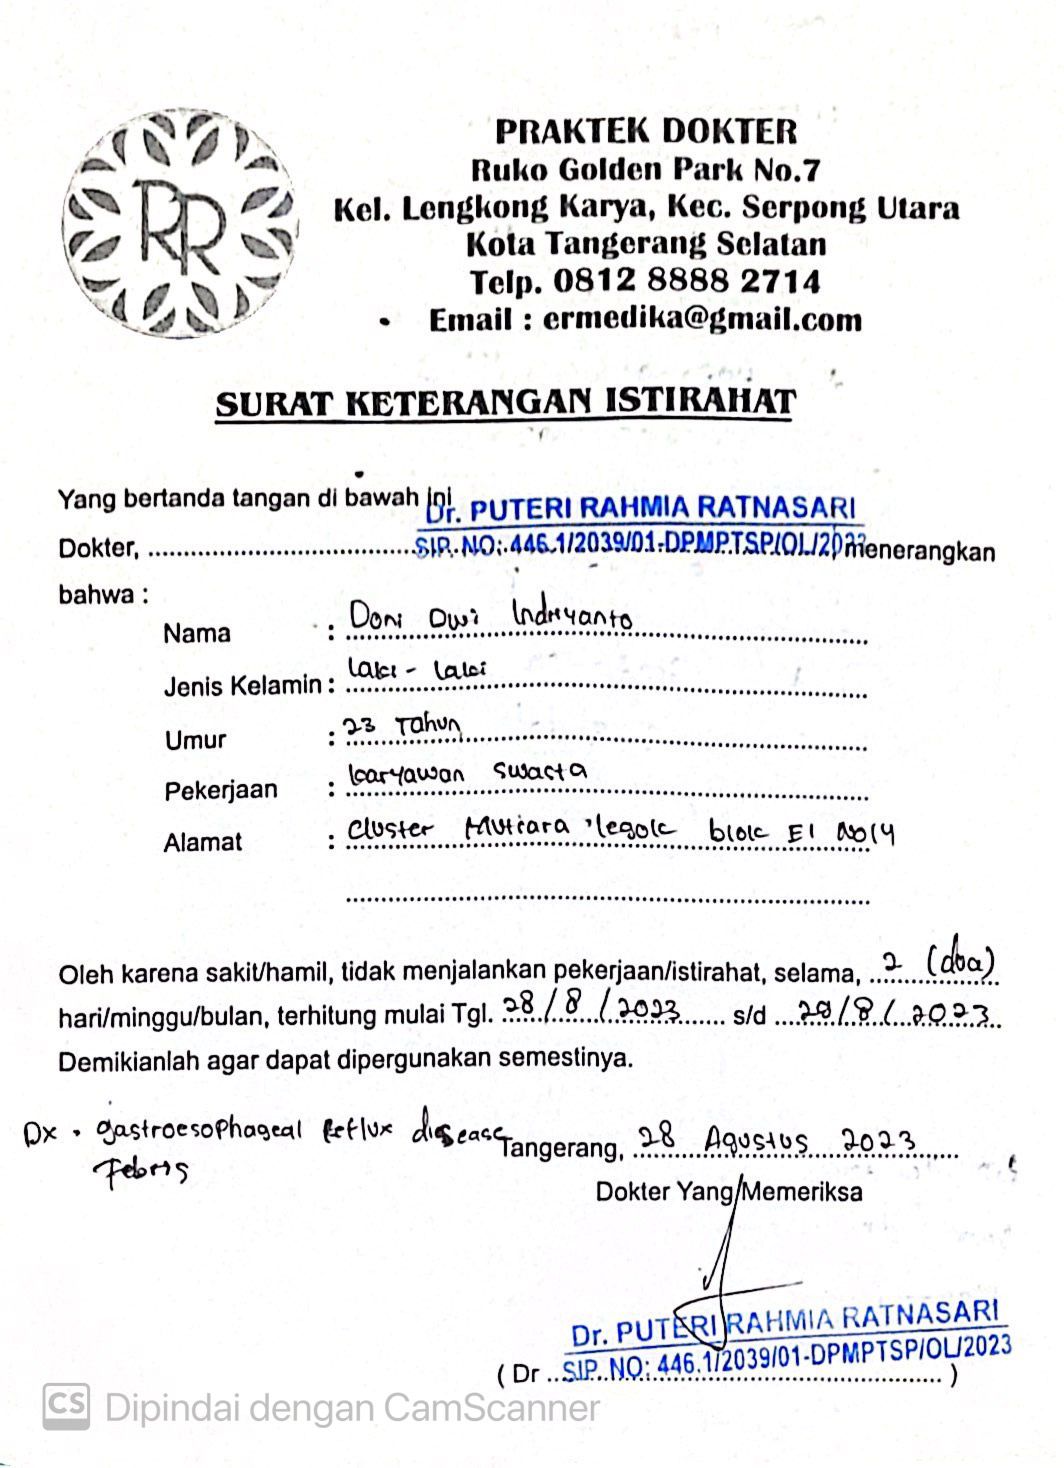 RR
PRAKTEK DOKTER
Ruko Golden Park No.7
Kel. Lengkong Karya, Kec. Serpong Utara
Kota Tangerang Selatan
Telp. 0812 8888 2714
Email : ermedika@gmail.com
SURAT KETERANGAN ISTIRAHAT
Yang bertanda tangan di bawah ini
Dr. PUTERI RAHMIA RATNASARI
Dokter, SIP. NO: 446.1/2039/01-DPMPTSP/OL/2023 menerangkan
bahwa :
Nama : Doni Dwi Indriyanto
Jenis Kelamin : Laki - Laki
Umur : 23 Tahun
Pekerjaan : karyawan swasta
Alamat : Cluster Mutiara blok E1 No14
Oleh karena sakit/hamil, tidak menjalankan pekerjaan/istirahat, selama, 2 (dua)
hari/minggu/bulan, terhitung mulai Tgl. 28/8/2023 s/d 29/8/2023
Demikianlah agar dapat dipergunakan semestinya.
Dx . gastroesophageal Reflux disease
Febris
Tangerang, 28 Agustus 2023
Dokter Yang Memeriksa
Dr. PUTERI RAHMIA RATNASARI
( Dr SIP. NO: 446.1/2039/01-DPMPTSP/OL/2023 )
CS Dipindai dengan CamScanner